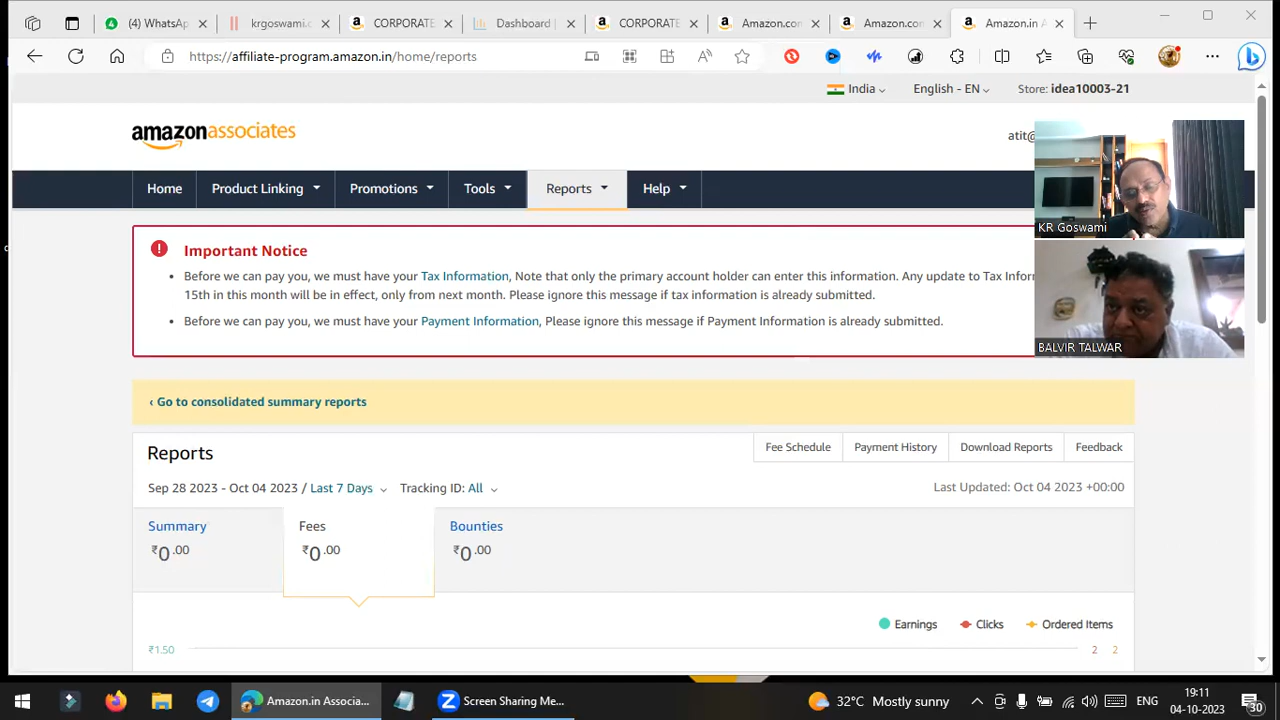 (4) WhatsAp
krgoswami.c
CORPORATE
Dashboard |
CORPORATE
Amazon.con
Amazon.con
Amazon.in A
https://affiliate-program.amazon.in/home/reports
India
English - EN
Store: idea10003-21
amazonassociates
atit@
Home
Product Linking
Promotions
Tools
Reports
Help
KR Goswami
Important Notice
Before we can pay you, we must have your Tax Information, Note that only the primary account holder can enter this information. Any update to Tax Infor
15th in this month will be in effect, only from next month. Please ignore this message if tax information is already submitted.
Before we can pay you, we must have your Payment Information, Please ignore this message if Payment Information is already submitted.
BALVIR TALWAR
‹ Go to consolidated summary reports
Reports
Fee Schedule
Payment History
Download Reports
Feedback
Sep 28 2023 - Oct 04 2023 / Last 7 Days
Tracking ID: All
Last Updated: Oct 04 2023 +00:00
Summary
Fees
Bounties
₹0.00
₹0.00
₹0.00
Earnings
Clicks
Ordered Items
₹1.50
2
2
Amazon.in Associa...
Screen Sharing Me...
32°C Mostly sunny
ENG
19:11
04-10-2023
30